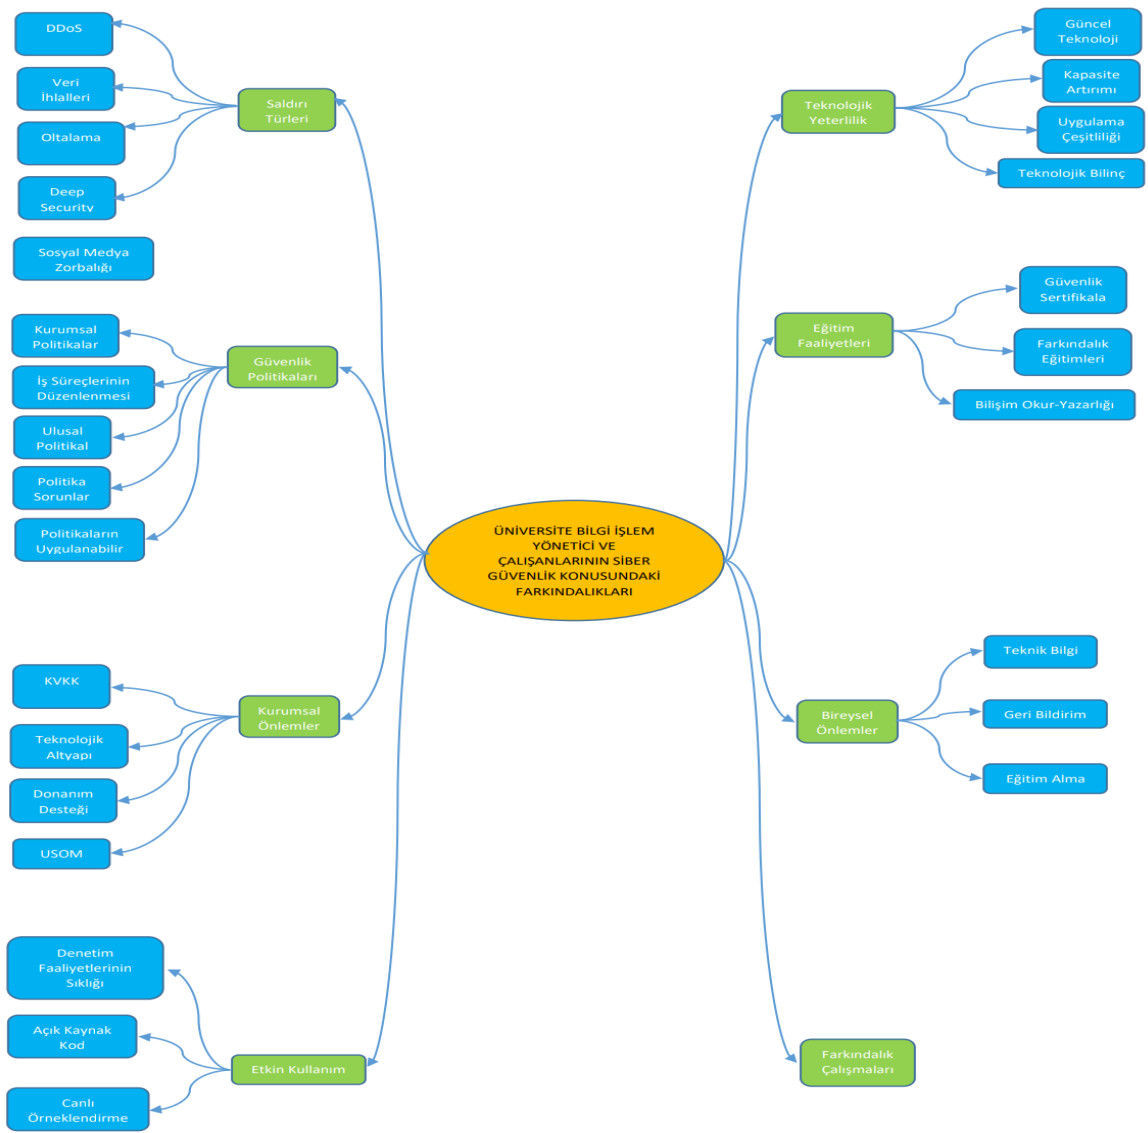 DDoS
Veri
İhlalleri
Oltalama
Deep
Security
Sosyal Medya
Zorbalığı
Saldırı
Türleri
Kurumsal
Politikalar
İş Süreçlerinin
Düzenlenmesi
Ulusal
Politikal
Politika
Sorunlar
Politikaların
Uygulanabilir
Güvenlik
Politikaları
KVKK
Teknolojik
Altyapı
Donanım
Desteği
USOM
Kurumsal
Önlemler
Denetim
Faaliyetlerinin
Sıklığı
Açık Kaynak
Kod
Canlı
Örneklendirme
Etkin Kullanım
ÜNİVERSİTE BİLGİ İŞLEM
YÖNETİCİ VE
ÇALIŞANLARININ SİBER
GÜVENLİK KONUSUNDAKİ
FARKINDALIKLARI
Teknolojik
Yeterlilik
Güncel
Teknoloji
Kapasite
Artırımı
Uygulama
Çeşitliliği
Teknolojik Bilinç
Eğitim
Faaliyetleri
Güvenlik
Sertifikala
Farkındalık
Eğitimleri
Bilişim Okur-Yazarlığı
Bireysel
Önlemler
Teknik Bilgi
Geri Bildirim
Eğitim Alma
Farkındalık
Çalışmaları